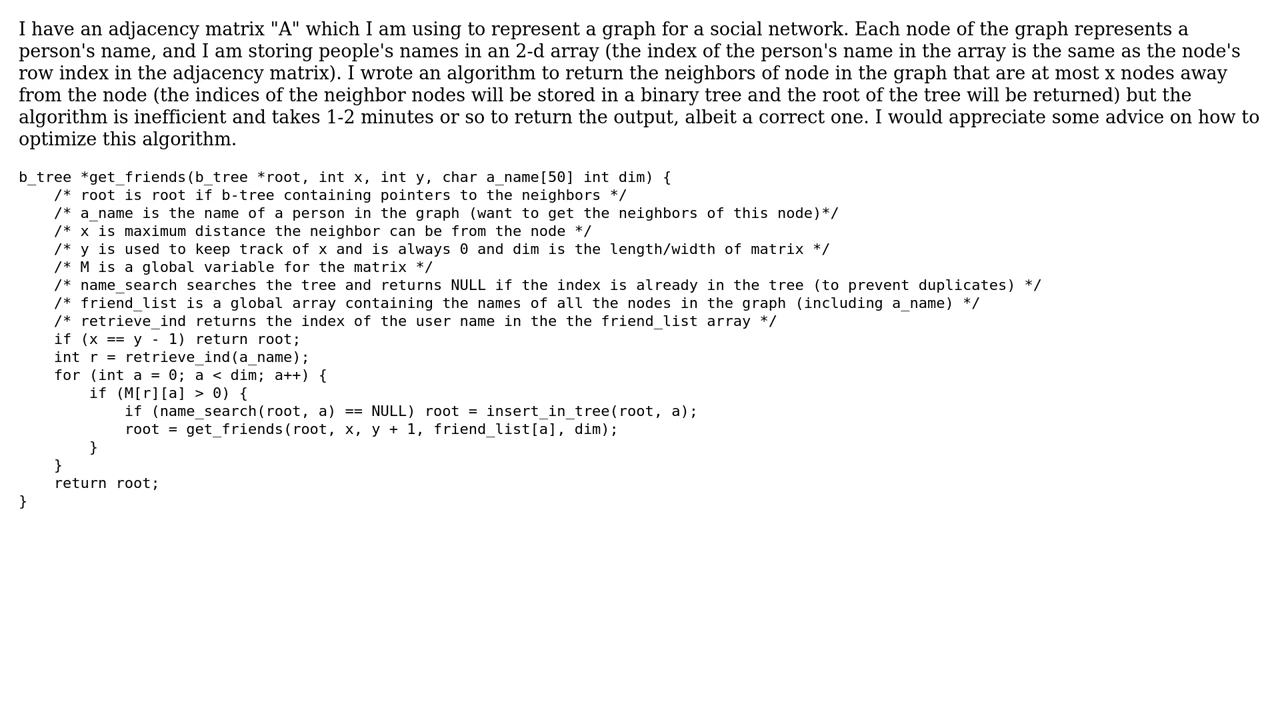 I have an adjacency matrix "A" which I am using to represent a graph for a social network. Each node of the graph represents a
person's name, and I am storing people's names in an 2-d array (the index of the person's name in the array is the same as the node's
row index in the adjacency matrix). I wrote an algorithm to return the neighbors of node in the graph that are at most x nodes away
from the node (the indices of the neighbor nodes will be stored in a binary tree and the root of the tree will be returned) but the
algorithm is inefficient and takes 1-2 minutes or so to return the output, albeit a correct one. I would appreciate some advice on how to
optimize this algorithm.
b_tree *get_friends(b_tree *root, int x, int y, char a_name[50] int dim) {
    /* root is root if b-tree containing pointers to the neighbors */
    /* a_name is the name of a person in the graph (want to get the neighbors of this node)*/
    /* x is maximum distance the neighbor can be from the node */
    /* y is used to keep track of x and is always 0 and dim is the length/width of matrix */
    /* M is a global variable for the matrix */
    /* name_search searches the tree and returns NULL if the index is already in the tree (to prevent duplicates) */
    /* friend_list is a global array containing the names of all the nodes in the graph (including a_name) */
    /* retrieve_ind returns the index of the user name in the the friend_list array */
    if (x == y - 1) return root;
    int r = retrieve_ind(a_name);
    for (int a = 0; a < dim; a++) {
        if (M[r][a] > 0) {
            if (name_search(root, a) == NULL) root = insert_in_tree(root, a);
            root = get_friends(root, x, y + 1, friend_list[a], dim);
        }
    }
    return root;
}